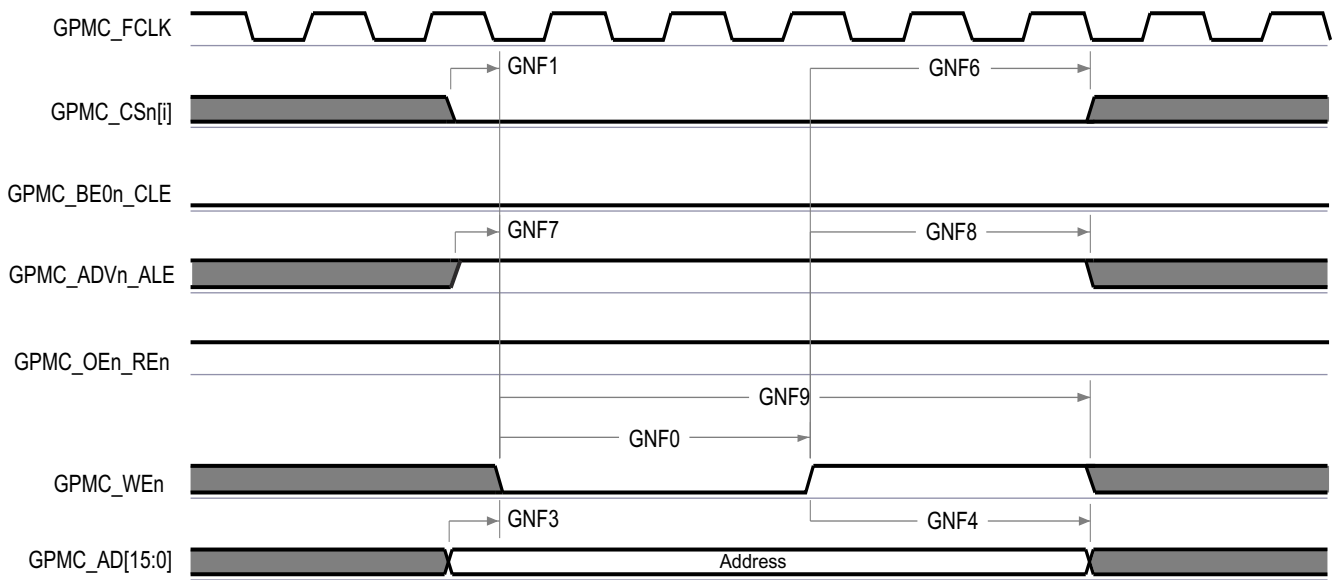 GPMC_FCLK
GNF1
GNF6
GPMC_CSn[i]
GPMC_BE0n_CLE
GNF7
GNF8
GPMC_ADVn_ALE
GPMC_OEn_REn
GNF9
GNF0
GPMC_WEn
GNF3
GNF4
GPMC_AD[15:0]
Address